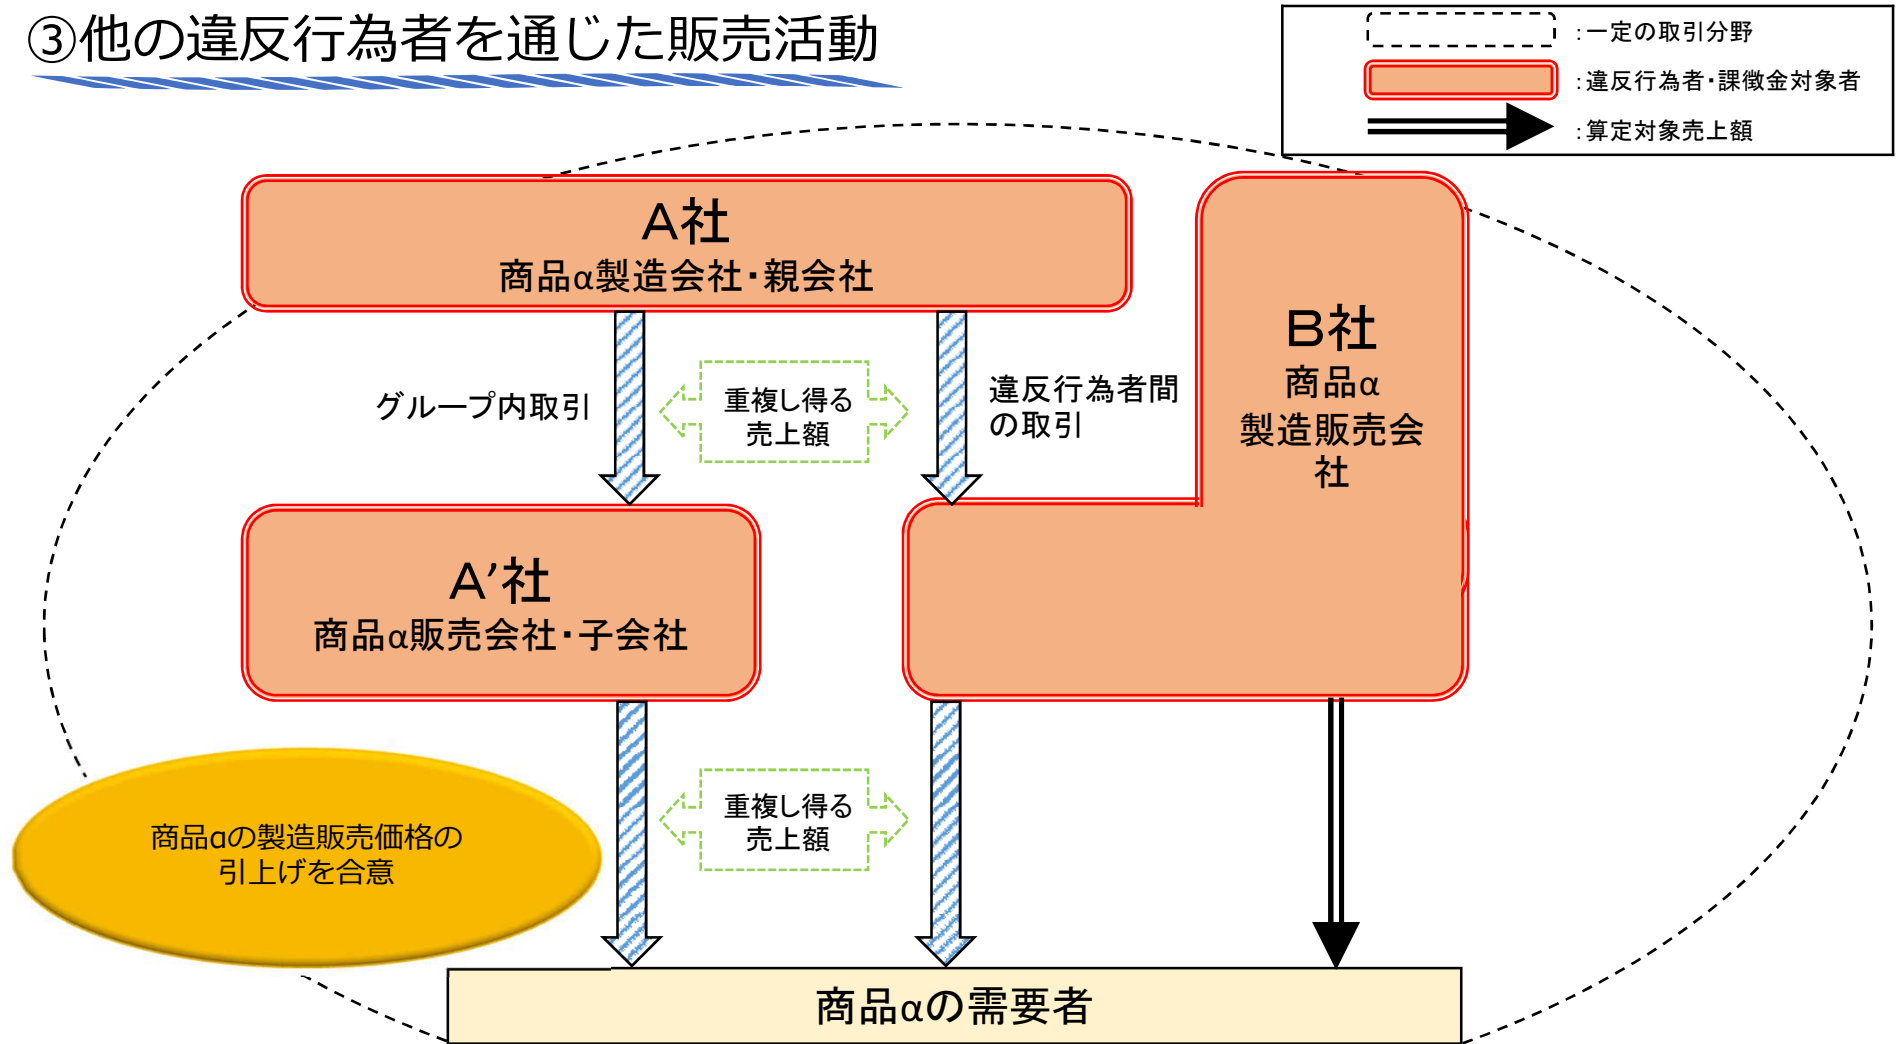 ③他の違反行為者を通じた販売活動
：一定の取引分野
：違反行為者・課徴金対象者
：算定対象売上額
A社
商品α製造会社・親会社
B社
商品α
製造販売会
社
グループ内取引
重複し得る
売上額
違反行為者間
の取引
A’社
商品α販売会社・子会社
商品αの製造販売価格の
引上げを合意
重複し得る
売上額
商品αの需要者